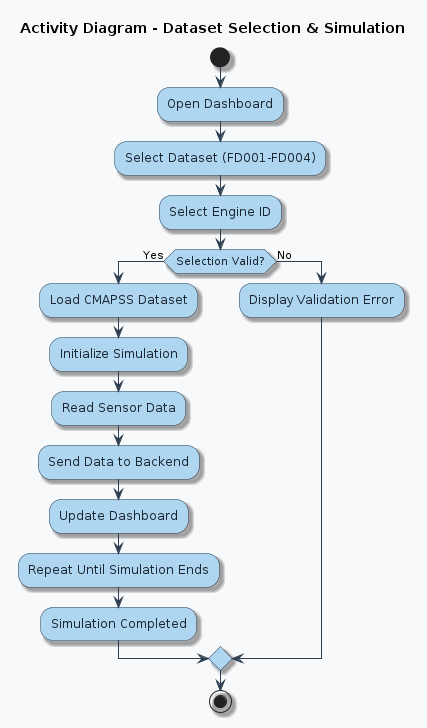 Activity Diagram - Dataset Selection & Simulation
Open Dashboard
Select Dataset (FD001-FD004)
Select Engine ID
Selection Valid?
Yes
No
Load CMAPSS Dataset
Display Validation Error
Initialize Simulation
Read Sensor Data
Send Data to Backend
Update Dashboard
Repeat Until Simulation Ends
Simulation Completed